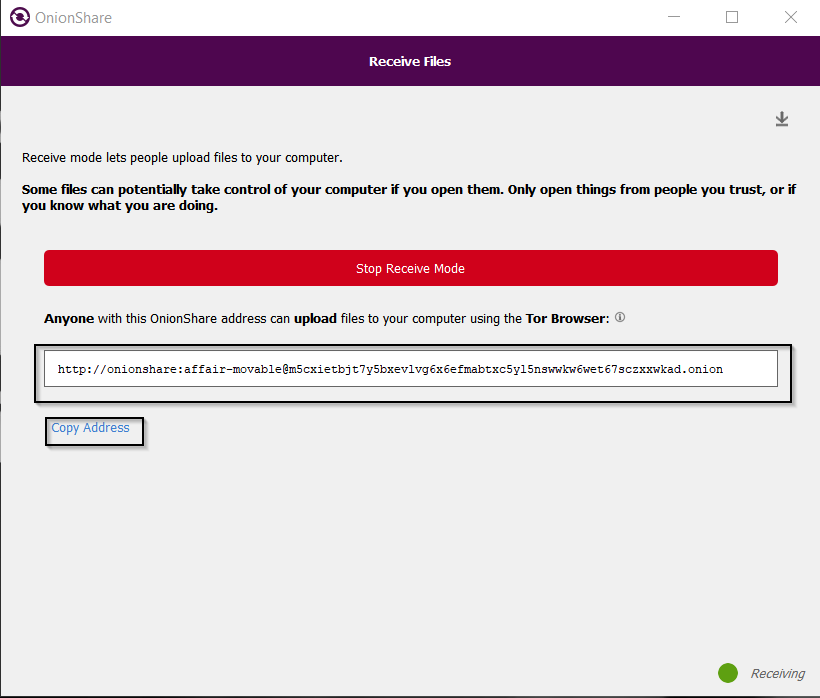 OnionShare
Receive Files
Receive mode lets people upload files to your computer.
Some files can potentially take control of your computer if you open them. Only open things from people you trust, or if
you know what you are doing.
Stop Receive Mode
Anyone with this OnionShare address can upload files to your computer using the Tor Browser:
http://onionshare:affair-movable@m5cxietbjt7y5bxevlvg6x6efmabtxc5yl5nswwkw6wet67sczxxwkad.onion
Copy Address
Receiving